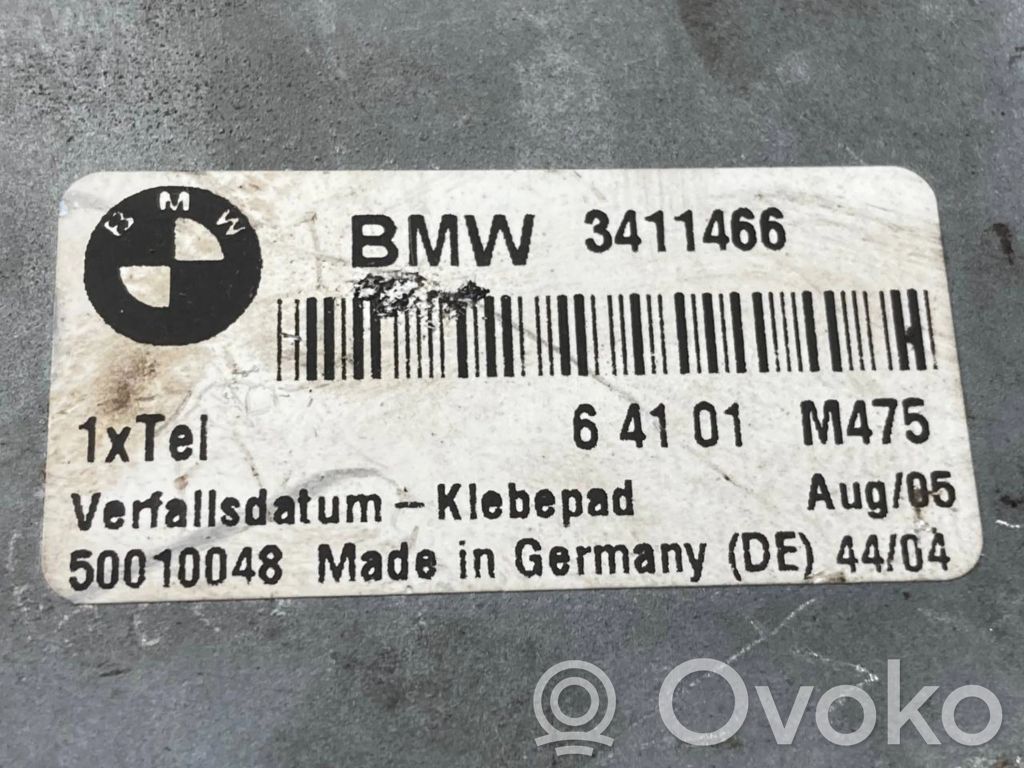 BMW
BMW 3411466
1xTel 6 41 01 M475
Verfallsdatum – Klebepad Aug/05
50010048 Made in Germany (DE) 44/04
Ovoko